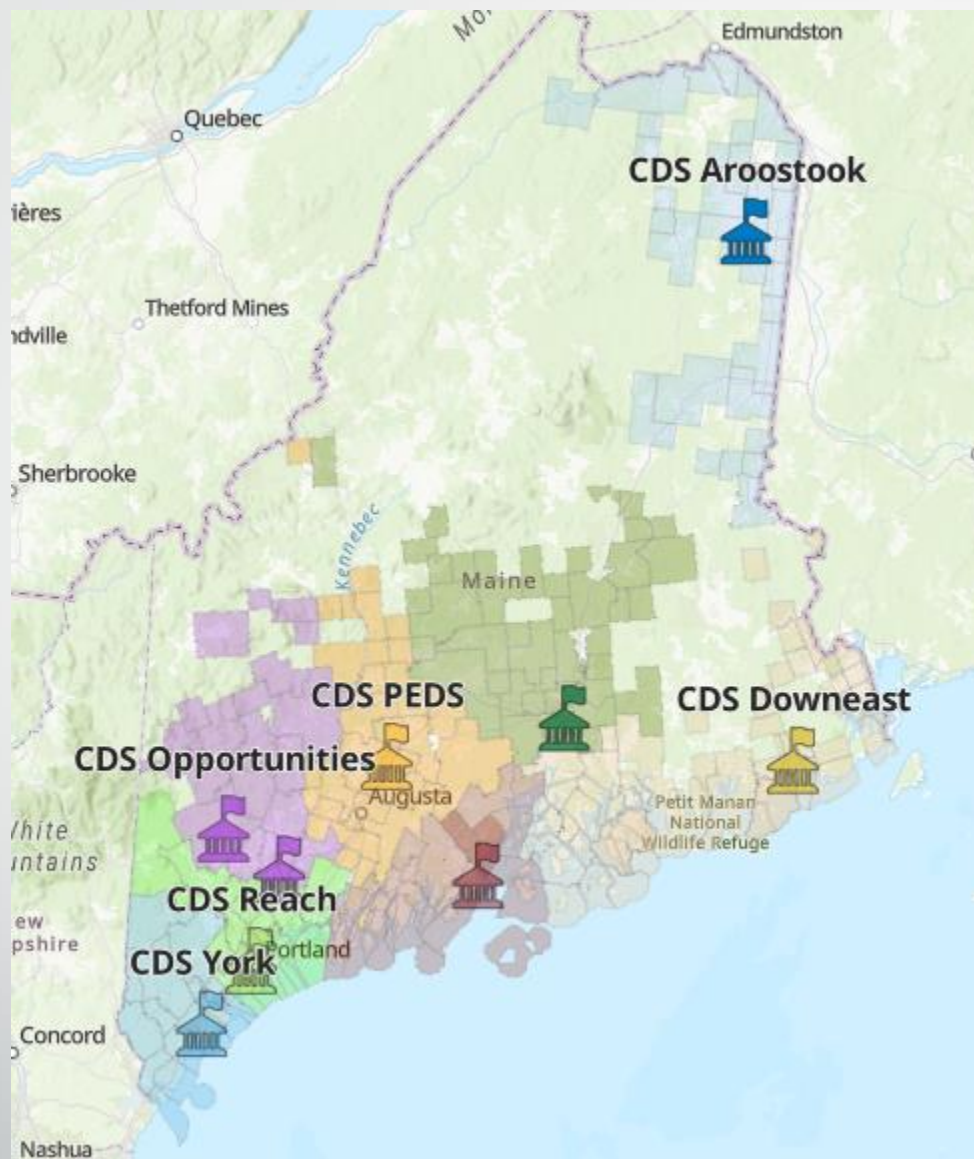 Edmundston
Quebec
CDS Aroostook
ières
Thetford Mines
ndville
Sherbrooke
Kennebec
Maine
CDS PEDS
CDS Downeast
CDS Opportunities
Augusta
Petit Manan
National
Wildlife Refuge
White
untains
CDS Reach
ew
pshire
Portland
CDS York
Concord
Nashua